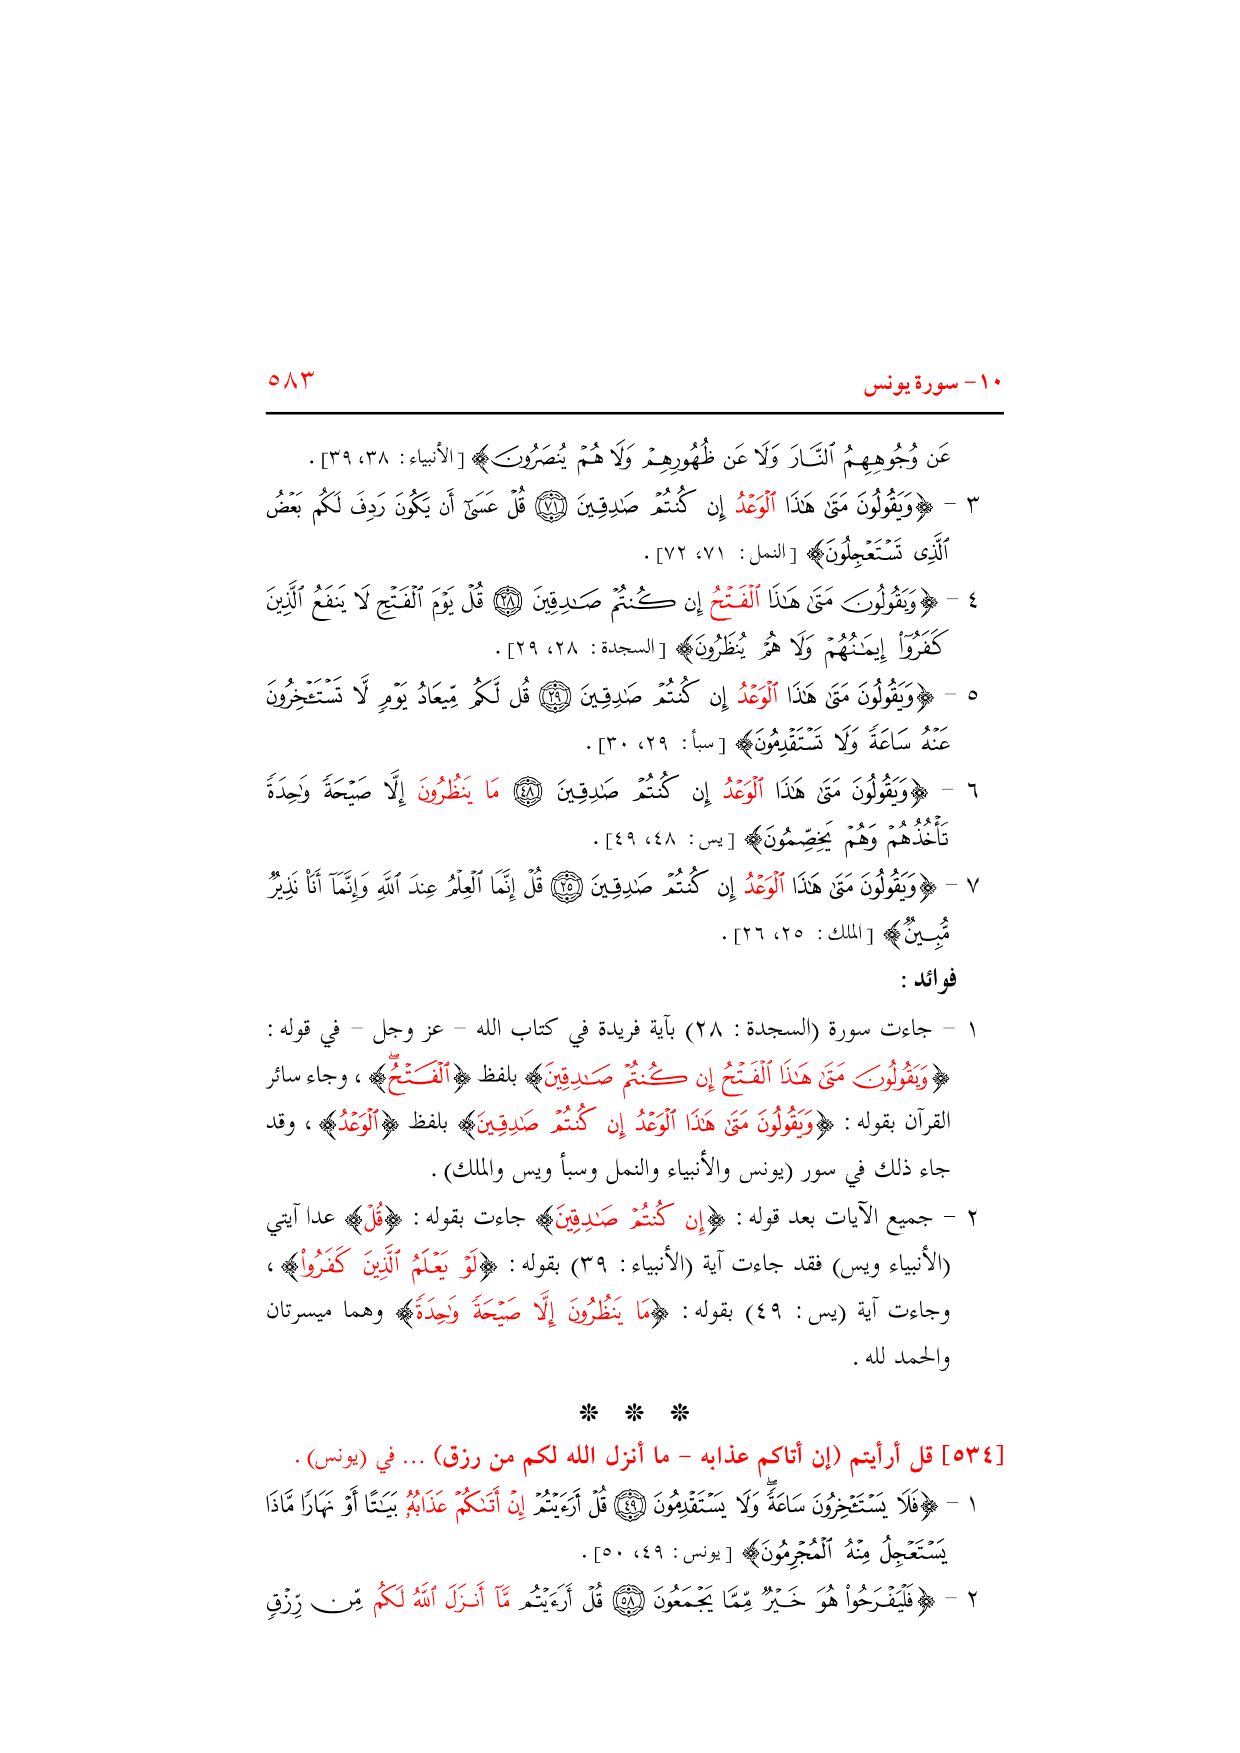 ١٠- سورة يونس
٥٨٣
عَن وُجُوهِهِمُ ٱلنَّارَ وَلَا عَن ظُهُورِهِمْ وَلَا هُمْ يُنصَرُونَ﴾ [الأنبياء: ٣٨، ٣٩] .
٣ - ﴿وَيَقُولُونَ مَتَىٰ هَٰذَا ٱلْوَعْدُ إِن كُنتُمْ صَٰدِقِينَ ٧١ قُلْ عَسَىٰٓ أَن يَكُونَ رَدِفَ لَكُم بَعْضُ
ٱلَّذِى تَسْتَعْجِلُونَ﴾ [النمل: ٧١، ٧٢] .
٤ - ﴿وَيَقُولُونَ مَتَىٰ هَٰذَا ٱلْفَتْحُ إِن كُنتُمْ صَٰدِقِينَ ٢٨ قُلْ يَوْمَ ٱلْفَتْحِ لَا يَنفَعُ ٱلَّذِينَ
كَفَرُوٓا۟ إِيمَٰنُهُمْ وَلَا هُمْ يُنظَرُونَ﴾ [السجدة: ٢٨، ٢٩] .
٥ - ﴿وَيَقُولُونَ مَتَىٰ هَٰذَا ٱلْوَعْدُ إِن كُنتُمْ صَٰدِقِينَ ٢٩ قُل لَّكُم مِّيعَادُ يَوْمٍ لَّا تَسْتَـْٔخِرُونَ
عَنْهُ سَاعَةً وَلَا تَسْتَقْدِمُونَ﴾ [سبأ: ٢٩، ٣٠] .
٦ - ﴿وَيَقُولُونَ مَتَىٰ هَٰذَا ٱلْوَعْدُ إِن كُنتُمْ صَٰدِقِينَ ٤٨ مَا يَنظُرُونَ إِلَّا صَيْحَةً وَٰحِدَةً
تَأْخُذُهُمْ وَهُمْ يَخِصِّمُونَ﴾ [يس: ٤٨، ٤٩] .
٧ - ﴿وَيَقُولُونَ مَتَىٰ هَٰذَا ٱلْوَعْدُ إِن كُنتُمْ صَٰدِقِينَ ٢٥ قُلْ إِنَّمَا ٱلْعِلْمُ عِندَ ٱللَّهِ وَإِنَّمَآ أَنَا۠ نَذِيرٌ
مُّبِينٌ﴾ [الملك: ٢٥، ٢٦] .
فوائد :
١ - جاءت سورة (السجدة: ٢٨) بآية فريدة في كتاب الله - عز وجل - في قوله:
﴿وَيَقُولُونَ مَتَىٰ هَٰذَا ٱلْفَتْحُ إِن كُنتُمْ صَٰدِقِينَ﴾ بلفظ ﴿ٱلْفَتْحُ﴾، وجاء سائر
القرآن بقوله: ﴿وَيَقُولُونَ مَتَىٰ هَٰذَا ٱلْوَعْدُ إِن كُنتُمْ صَٰدِقِينَ﴾ بلفظ ﴿ٱلْوَعْدُ﴾، وقد
جاء ذلك في سور (يونس والأنبياء والنمل وسبأ ويس والملك) .
٢ - جميع الآيات بعد قوله: ﴿إِن كُنتُمْ صَٰدِقِينَ﴾ جاءت بقوله: ﴿قُلْ﴾ عدا آيتي
(الأنبياء ويس) فقد جاءت آية (الأنبياء: ٣٩) بقوله: ﴿لَوْ يَعْلَمُ ٱلَّذِينَ كَفَرُوا۟﴾،
وجاءت آية (يس: ٤٩) بقوله: ﴿مَا يَنظُرُونَ إِلَّا صَيْحَةً وَٰحِدَةً﴾ وهما ميسرتان
والحمد لله .
* * *
[٥٣٤] قل أرأيتم (إن أتاكم عذابه - ما أنزل الله لكم من رزق) ... في (يونس) .
١ - ﴿فَلَا يَسْتَـْٔخِرُونَ سَاعَةً ۖ وَلَا يَسْتَقْدِمُونَ ٤٩ قُلْ أَرَءَيْتُمْ إِنْ أَتَىٰكُمْ عَذَابُهُۥ بَيَٰتًا أَوْ نَهَارًا مَّاذَا
يَسْتَعْجِلُ مِنْهُ ٱلْمُجْرِمُونَ﴾ [يونس: ٤٩، ٥٠] .
٢ - ﴿فَلْيَفْرَحُوا۟ هُوَ خَيْرٌ مِّمَّا يَجْمَعُونَ ٥٨ قُلْ أَرَءَيْتُم مَّآ أَنزَلَ ٱللَّهُ لَكُم مِّن رِّزْقٍ